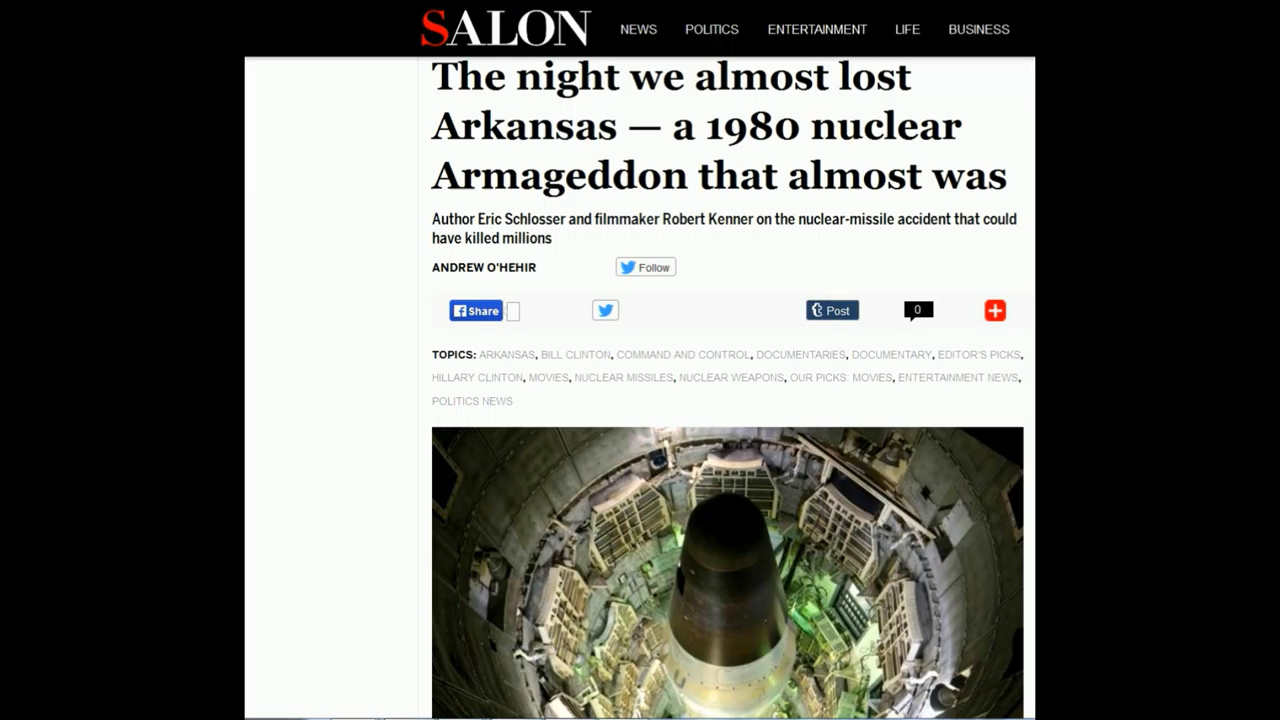 SALON NEWS POLITICS ENTERTAINMENT LIFE BUSINESS
The night we almost lost
Arkansas — a 1980 nuclear
Armageddon that almost was
Author Eric Schlosser and filmmaker Robert Kenner on the nuclear-missile accident that could
have killed millions
ANDREW O'HEHIR Follow
Share Post 0
TOPICS: ARKANSAS, BILL CLINTON, COMMAND AND CONTROL, DOCUMENTARIES, DOCUMENTARY, EDITOR'S PICKS,
HILLARY CLINTON, MOVIES, NUCLEAR MISSILES, NUCLEAR WEAPONS, OUR PICKS: MOVIES, ENTERTAINMENT NEWS,
POLITICS NEWS